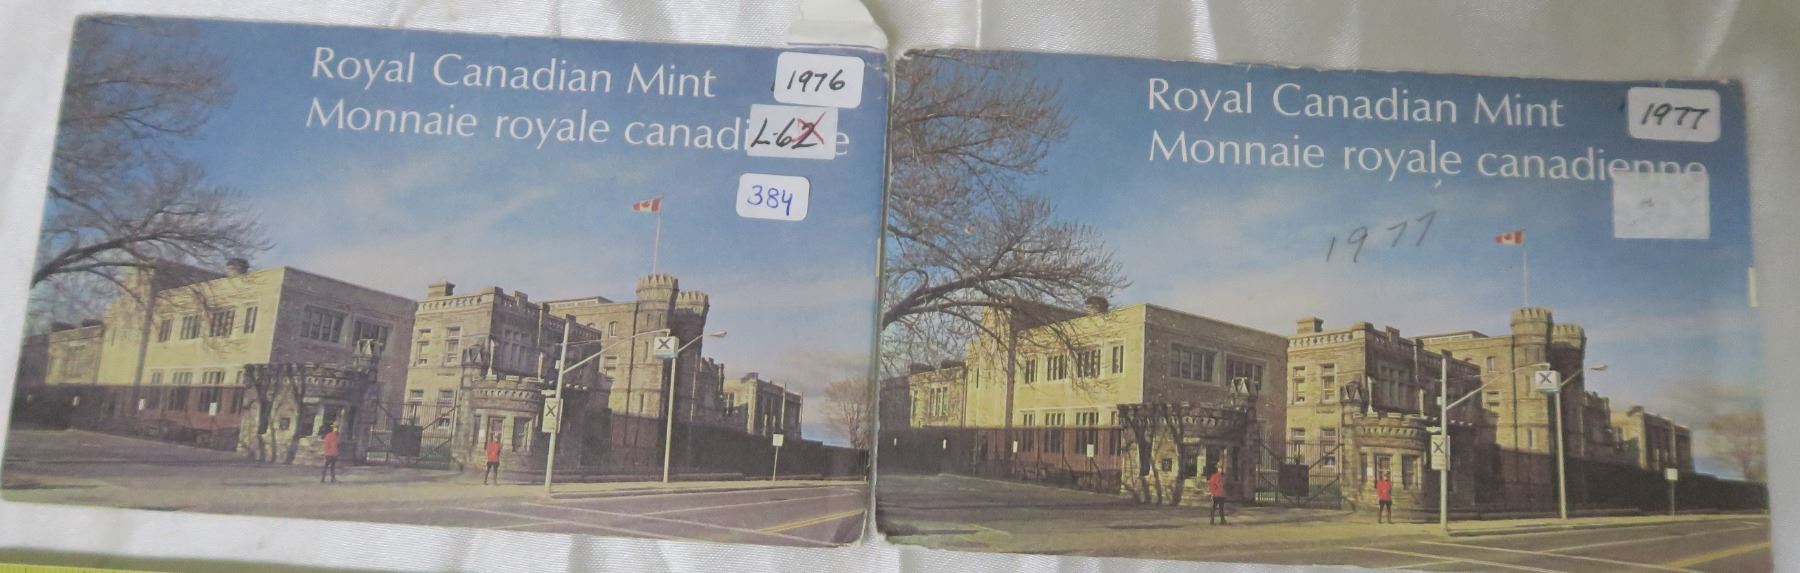 Royal Canadian Mint
Monnaie royale canadi e
1976
L-62
384
Royal Canadian Mint
Monnaie royale canadienne
1977
1977